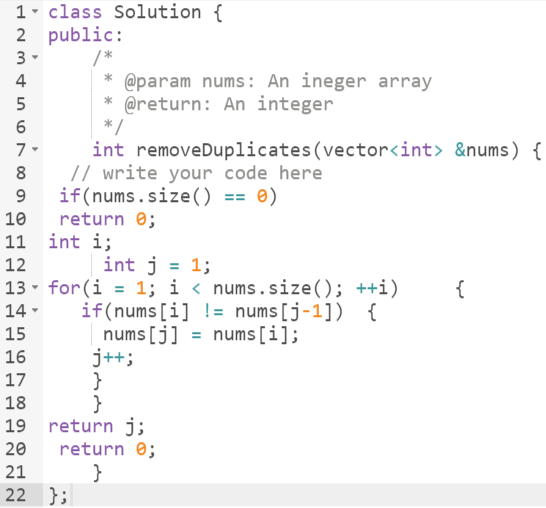 1 class Solution {
2 public:
3     /*
4      * @param nums: An ineger array
5      * @return: An integer
6      */
7     int removeDuplicates(vector<int> &nums) {
8   // write your code here
9  if(nums.size() == 0)
10  return 0;
11 int i;
12      int j = 1;
13 for(i = 1; i < nums.size(); ++i)     {
14    if(nums[i] != nums[j-1])  {
15      nums[j] = nums[i];
16     j++;
17     }
18     }
19 return j;
20  return 0;
21     }
22 };